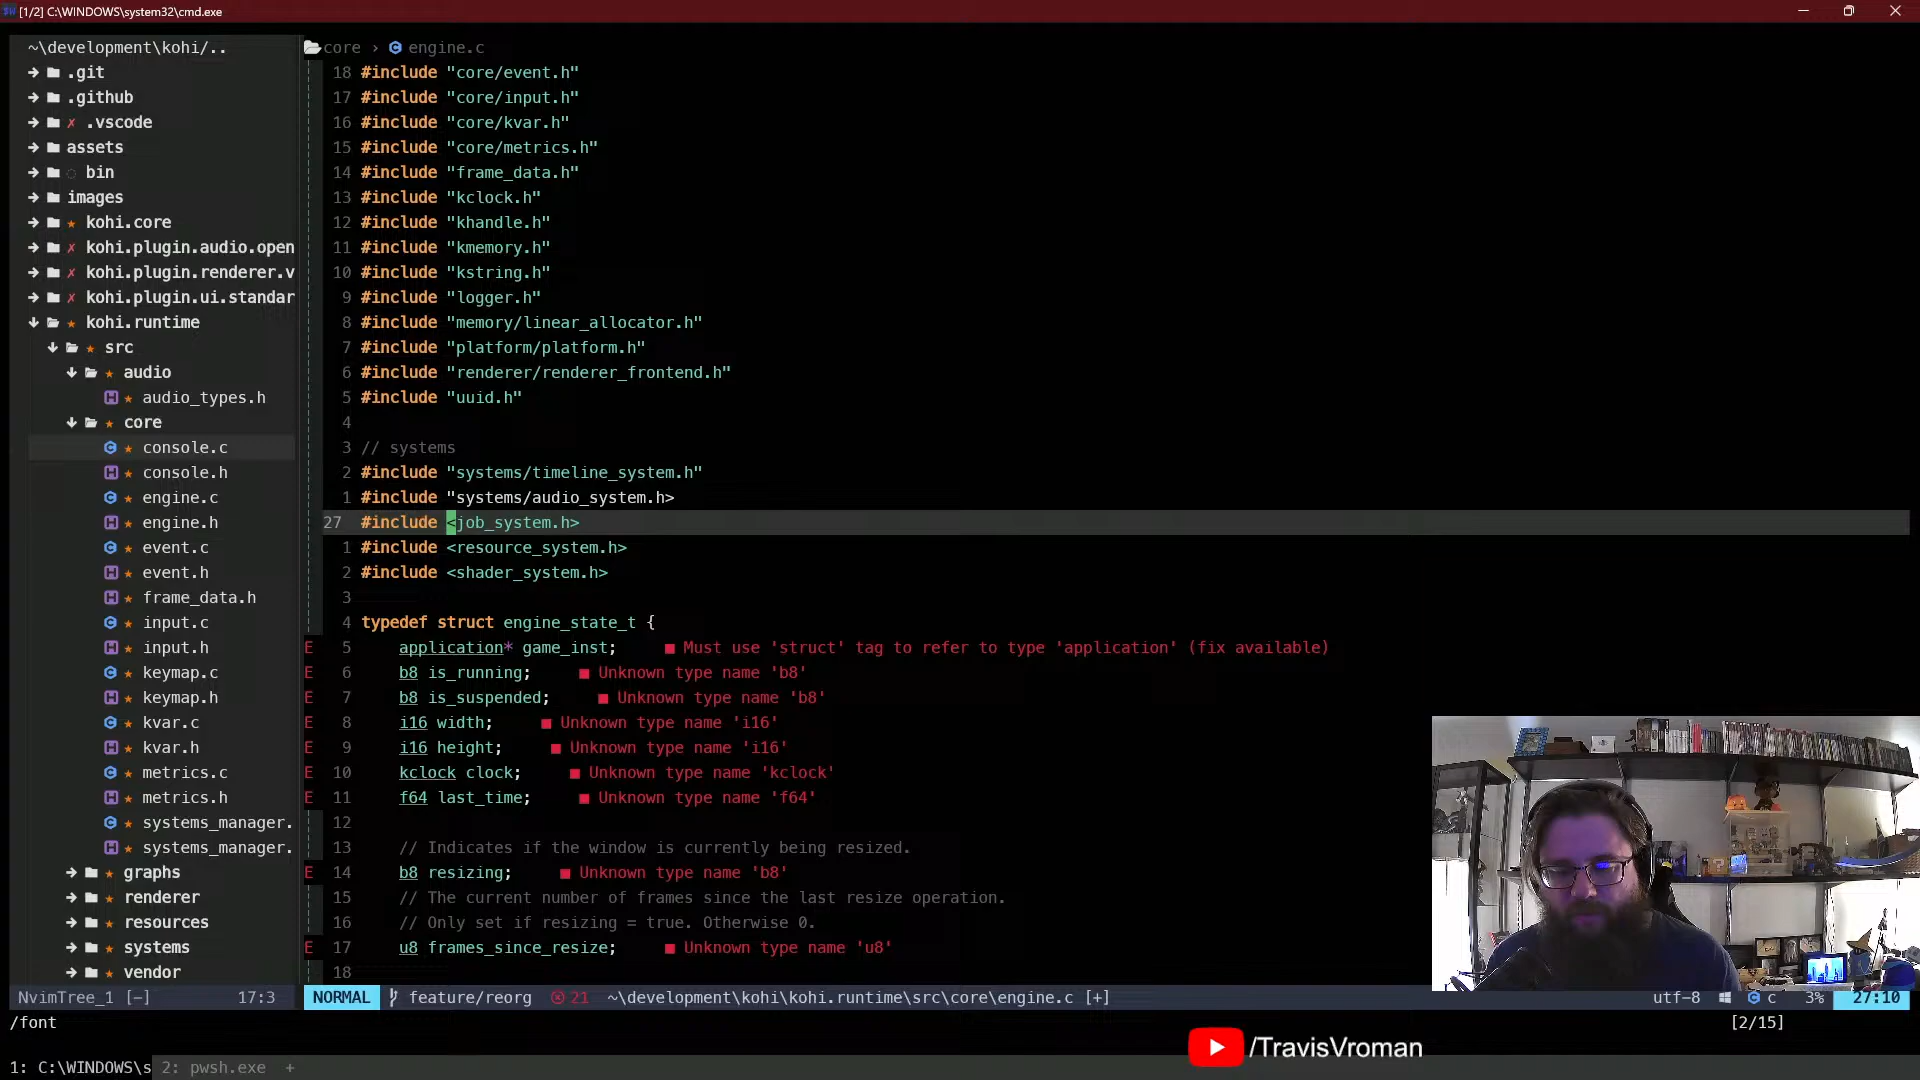 [1/2] C:\WINDOWS\system32\cmd.exe
~\development\kohi/..
.git
.github
✗ .vscode
assets
bin
images
★ kohi.core
✗ kohi.plugin.audio.open
✗ kohi.plugin.renderer.v
✗ kohi.plugin.ui.standar
★ kohi.runtime
★ src
★ audio
★ audio_types.h
★ core
★ console.c
★ console.h
★ engine.c
★ engine.h
★ event.c
★ event.h
★ frame_data.h
★ input.c
★ input.h
★ keymap.c
★ keymap.h
★ kvar.c
★ kvar.h
★ metrics.c
★ metrics.h
★ systems_manager.
★ systems_manager.
★ graphs
★ renderer
★ resources
★ systems
★ vendor
NvimTree_1 [-] 17:3
core › engine.c
18 #include "core/event.h"
17 #include "core/input.h"
16 #include "core/kvar.h"
15 #include "core/metrics.h"
14 #include "frame_data.h"
13 #include "kclock.h"
12 #include "khandle.h"
11 #include "kmemory.h"
10 #include "kstring.h"
9 #include "logger.h"
8 #include "memory/linear_allocator.h"
7 #include "platform/platform.h"
6 #include "renderer/renderer_frontend.h"
5 #include "uuid.h"
4
3 // systems
2 #include "systems/timeline_system.h"
1 #include "systems/audio_system.h>
27 #include <job_system.h>
1 #include <resource_system.h>
2 #include <shader_system.h>
3
4 typedef struct engine_state_t {
E 5 application* game_inst; ■ Must use 'struct' tag to refer to type 'application' (fix available)
E 6 b8 is_running; ■ Unknown type name 'b8'
E 7 b8 is_suspended; ■ Unknown type name 'b8'
E 8 i16 width; ■ Unknown type name 'i16'
E 9 i16 height; ■ Unknown type name 'i16'
E 10 kclock clock; ■ Unknown type name 'kclock'
E 11 f64 last_time; ■ Unknown type name 'f64'
12
13 // Indicates if the window is currently being resized.
E 14 b8 resizing; ■ Unknown type name 'b8'
15 // The current number of frames since the last resize operation.
16 // Only set if resizing = true. Otherwise 0.
E 17 u8 frames_since_resize; ■ Unknown type name 'u8'
18
NORMAL feature/reorg 21 ~\development\kohi\kohi.runtime\src\core\engine.c [+] utf-8 c 3% 27:10
/font [2/15]
/TravisVroman
1: C:\WINDOWS\s 2: pwsh.exe +